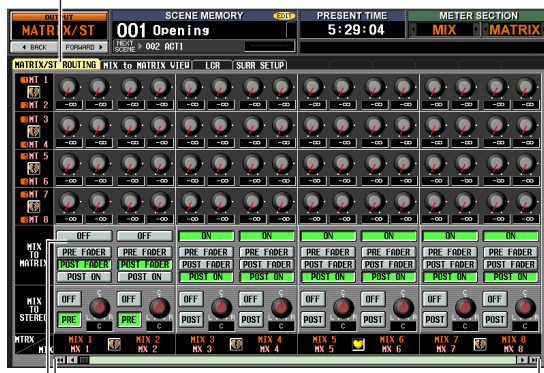 OUTPUT SCENE MEMORY EDIT PRESENT TIME METER SECTION
MATRIX/ST 001 Opening 5:29:04 MIX MATRIX
BACK FORWARD NEXT SCENE 002 ACT1
MATRIX/ST ROUTING MIX to MATRIX VIEW LCR SURR SETUP
1 MT 1
-∞ -∞ -∞ -∞ -∞ -∞ -∞ -∞
2 MT 2
3 MT 3
-∞ -∞ -∞ -∞ -∞ -∞ -∞ -∞
4 MT 4
5 MT 5
-∞ -∞ -∞ -∞ -∞ -∞ -∞ -∞
6 MT 6
7 MT 7
-∞ -∞ -∞ -∞ -∞ -∞ -∞ -∞
8 MT 8
OFF OFF ON ON ON ON ON ON
MIX TO MATRIX
PRE FADER PRE FADER PRE FADER PRE FADER PRE FADER PRE FADER PRE FADER PRE FADER
POST FADER POST FADER POST FADER POST FADER POST FADER POST FADER POST FADER POST FADER
POST ON POST ON POST ON POST ON POST ON POST ON POST ON POST ON
MIX TO STEREO
C C C C C C C C
OFF OFF OFF OFF OFF OFF OFF OFF
PRE PRE POST POST POST POST POST POST
L R L R L R L R L R L R L R L R
C C C C C C C C
MTRX MIX 1 MIX 2 MIX 3 MIX 4 MIX 5 MIX 6 MIX 7 MIX 8
MIX MX 1 MX 2 MX 3 MX 4 MX 5 MX 6 MX 7 MX 8